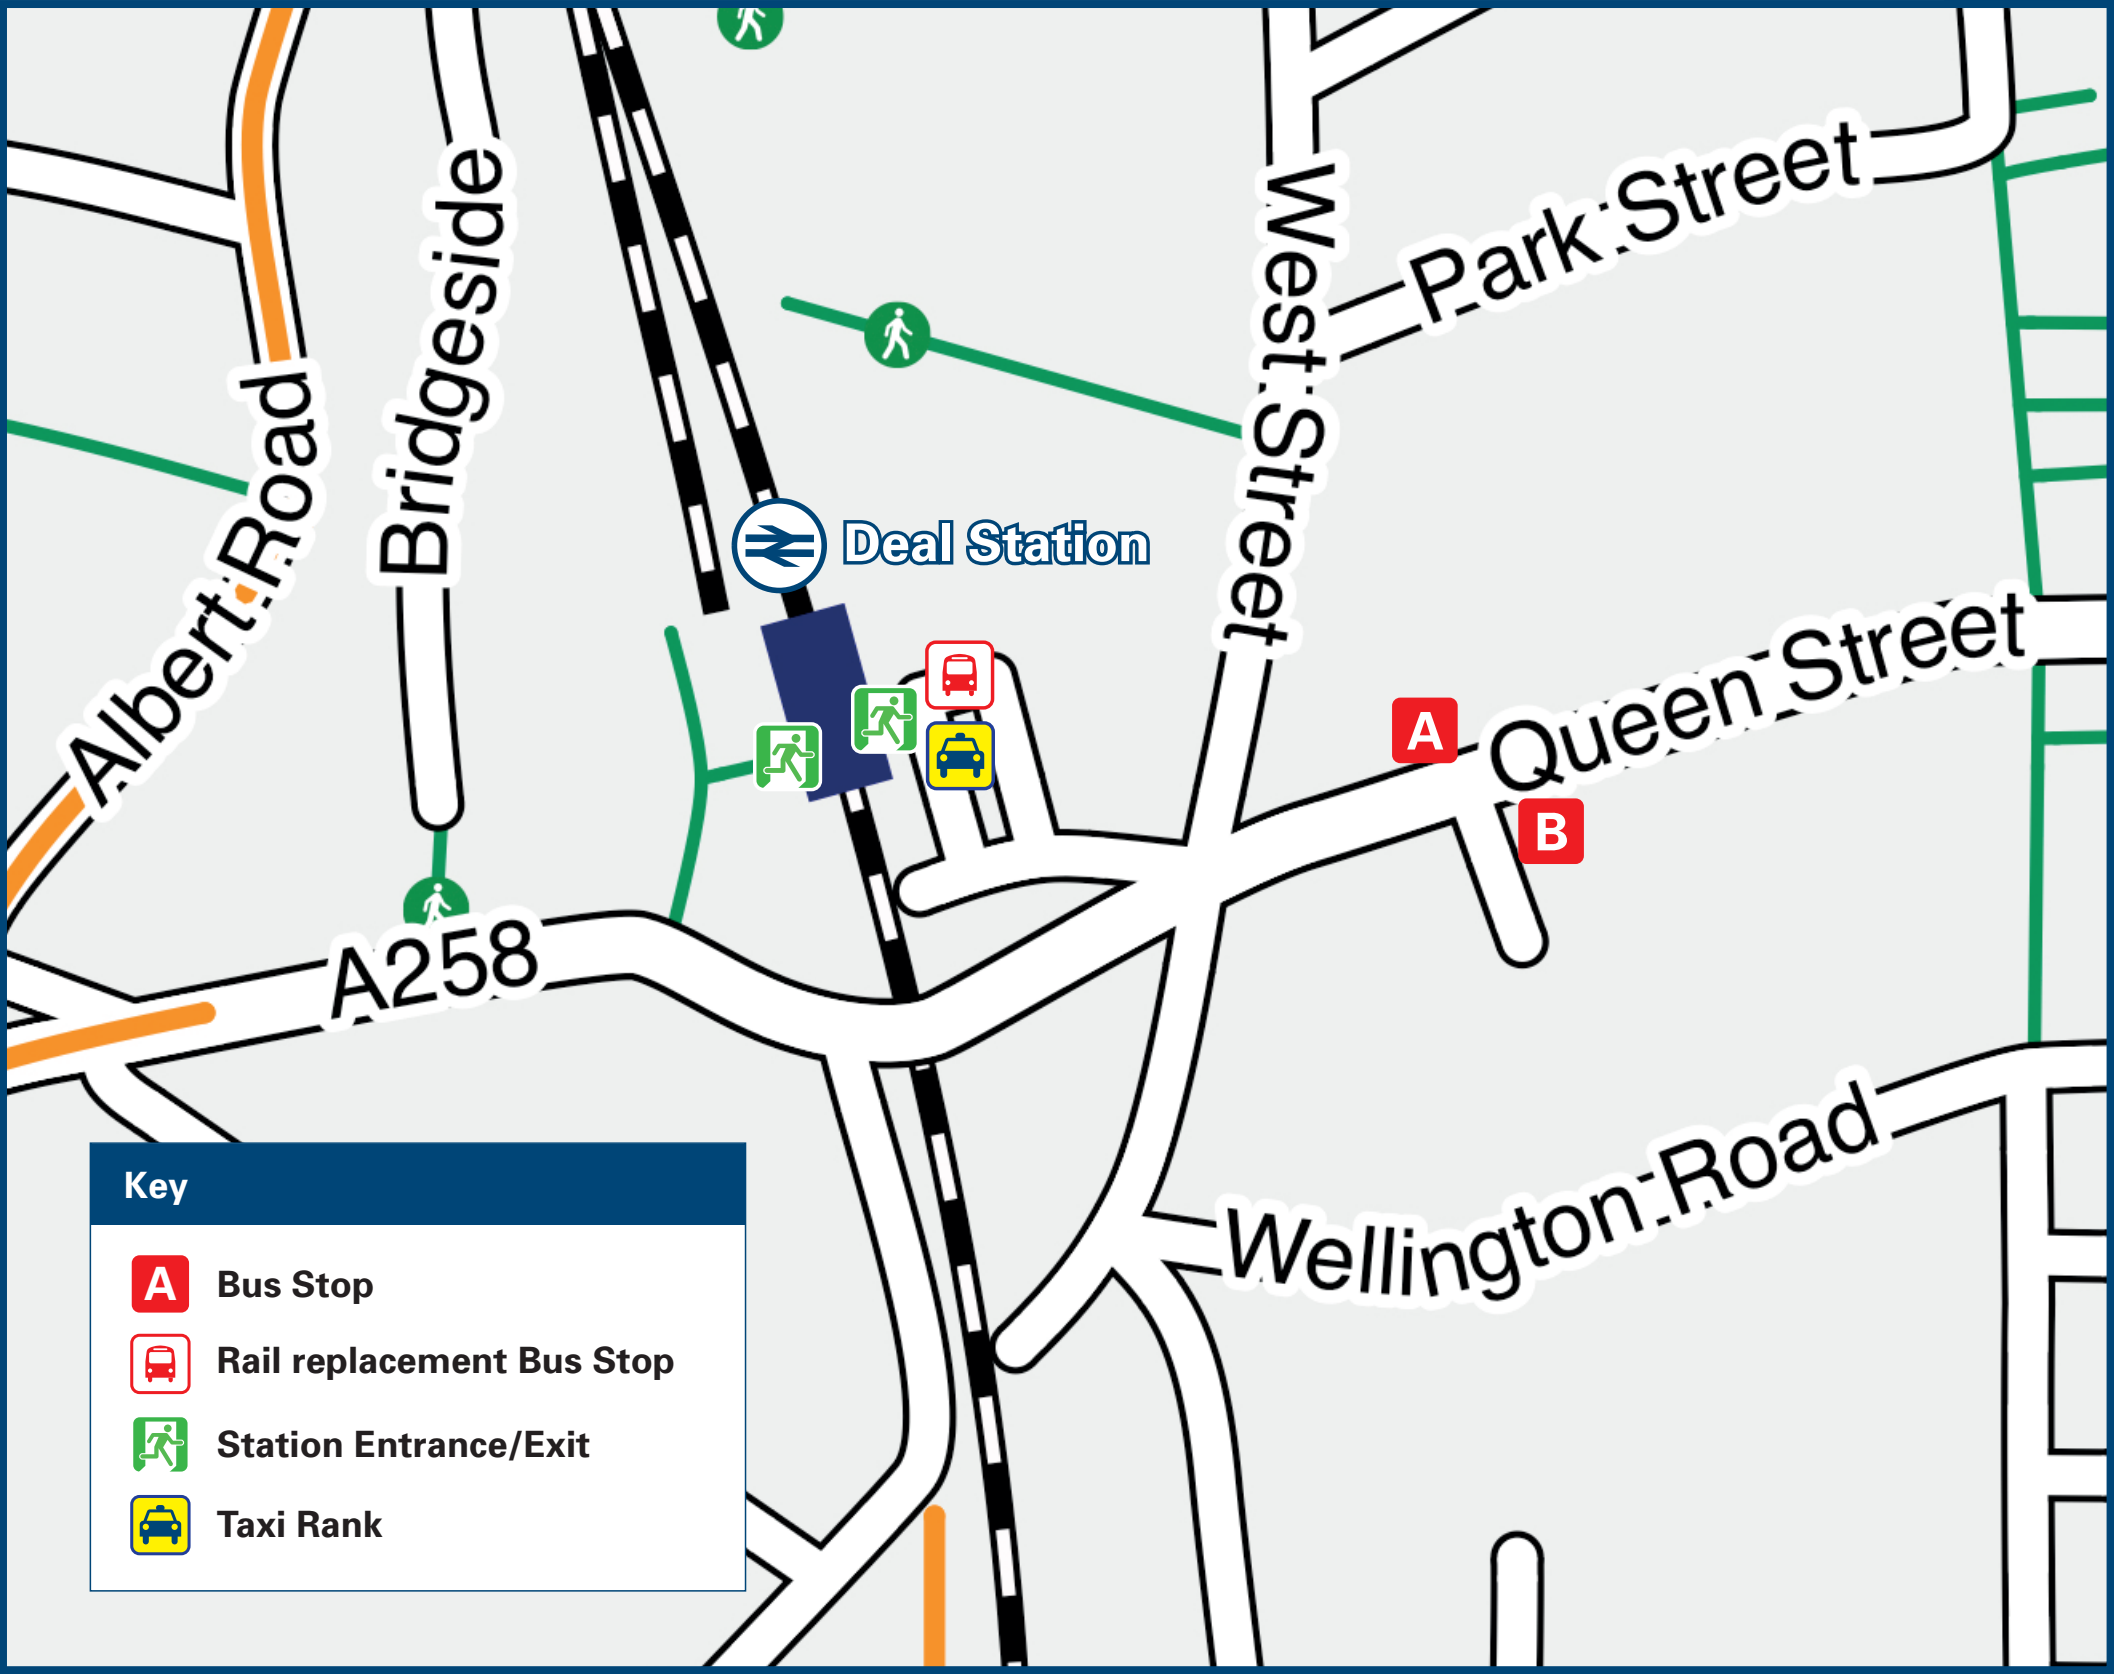 Bridgeside
West Street
Park Street
Albert Road
Deal Station
Queen Street
A
B
A258
Wellington Road
Key
A Bus Stop
Rail replacement Bus Stop
Station Entrance/Exit
Taxi Rank